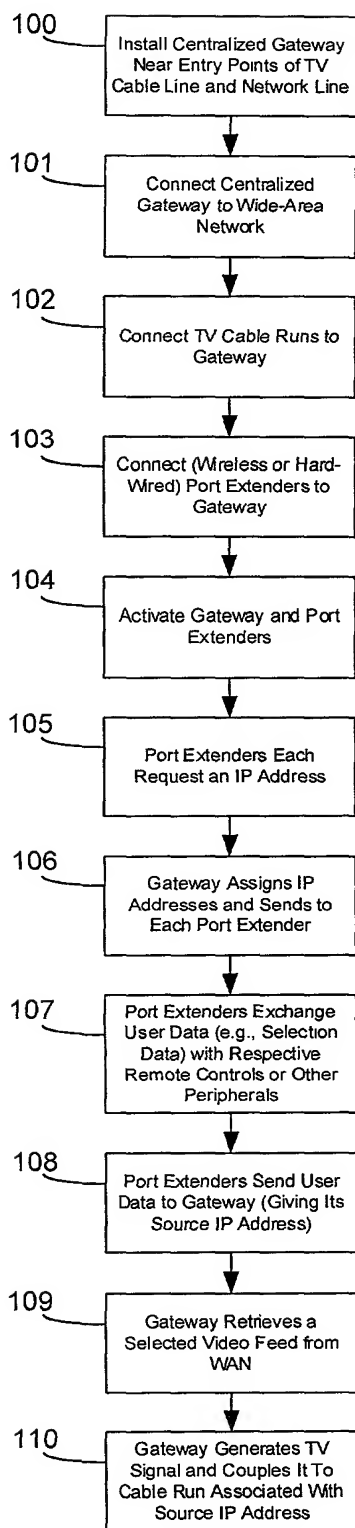 100
Install Centralized Gateway
Near Entry Points of TV
Cable Line and Network Line
101
Connect Centralized
Gateway to Wide-Area
Network
102
Connect TV Cable Runs to
Gateway
103
Connect (Wireless or Hard-
Wired) Port Extenders to
Gateway
104
Activate Gateway and Port
Extenders
105
Port Extenders Each
Request an IP Address
106
Gateway Assigns IP
Addresses and Sends to
Each Port Extender
107
Port Extenders Exchange
User Data (e.g., Selection
Data) with Respective
Remote Controls or Other
Peripherals
108
Port Extenders Send User
Data to Gateway (Giving Its
Source IP Address)
109
Gateway Retrieves a
Selected Video Feed from
WAN
110
Gateway Generates TV
Signal and Couples It To
Cable Run Associated With
Source IP Address